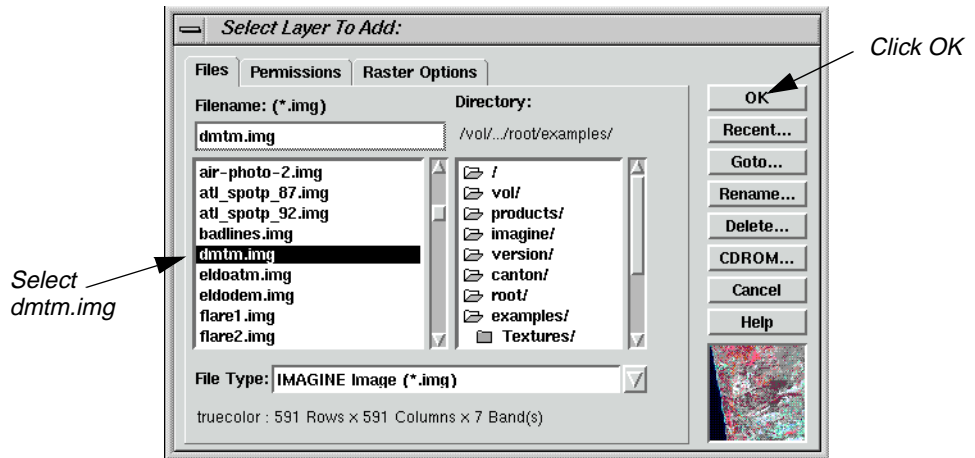 Select Layer To Add:
Click OK
Files Permissions Raster Options
Filename: (*.img)
dmtm.img
air-photo-2.img
atl_spotp_87.img
atl_spotp_92.img
badlines.img
dmtm.img
eldoatm.img
eldodem.img
flare1.img
flare2.img
Directory:
/vol/.../root/examples/
/
vol/
products/
imagine/
version/
canton/
root/
examples/
Textures/
File Type: IMAGINE Image (*.img)
truecolor : 591 Rows x 591 Columns x 7 Band(s)
OK
Recent...
Goto...
Rename...
Delete...
CDROM...
Cancel
Help
Select
dmtm.img